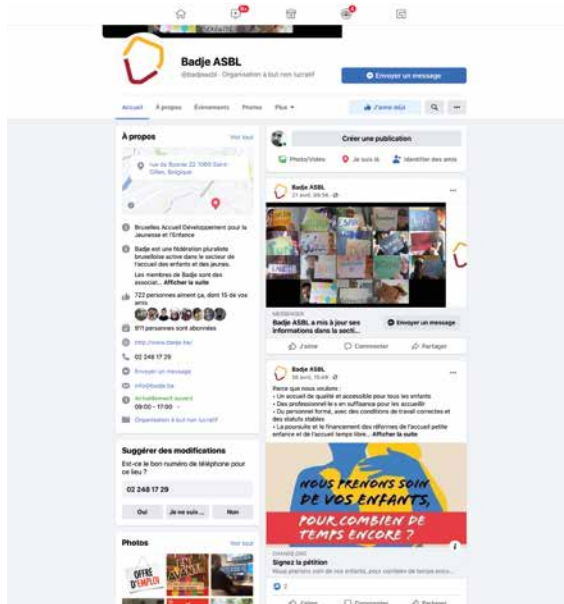 9+
4
Badje ASBL
@badjeasbl · Organisation à but non lucratif
Envoyer un message
Accueil À propos Évènements Photos Plus
J'aime déjà
À propos Voir tout
rue de Bosnie 22 1060 Saint-
Gilles, Belgique
Bruxelles Accueil Développement pour la
Jeunesse et l'Enfance
Badje est une fédération pluraliste
bruxelloise active dans le secteur de
l'accueil des enfants et des jeunes.
Les membres de Badje sont des
associat... Afficher la suite
722 personnes aiment ça, dont 15 de vos
amis
911 personnes sont abonnées
http://www.badje.be/
02 248 17 29
Envoyer un message
info@badje.be
Actuellement ouvert
09:00 - 17:00
Organisation à but non lucratif
Suggérer des modifications
Est-ce le bon numéro de téléphone pour
ce lieu ?
02 248 17 29
Oui Je ne suis ... Non
Photos Voir tout
OFFRE
D'EMPLOI
Créer une publication
Photo/Vidéo Je suis là Identifier des amis
Badje ASBL
21 avril, 09:56
MESSENGER
Badje ASBL a mis à jour ses
informations dans la secti...
Envoyer un message
J'aime Commenter Partager
Badje ASBL
Parce que nous voulons :
• Un accueil de qualité et accessible pour tous les enfants
• Des professionnel·le·s en suffisance pour les accueillir
• Du personnel formé, avec des conditions de travail correctes et
des statuts stables
• La poursuite et le financement des réformes de l'accueil petite
enfance et de l'accueil temps libre... Afficher la suite
NOUS PRENONS SOIN
DE VOS ENFANTS,
POUR COMBIEN DE
TEMPS ENCORE ?
CHANGE.ORG
Signez la pétition
Nous prenons soin de vos enfants, pour combien de temps enco...
2
J'aime Commenter Partager